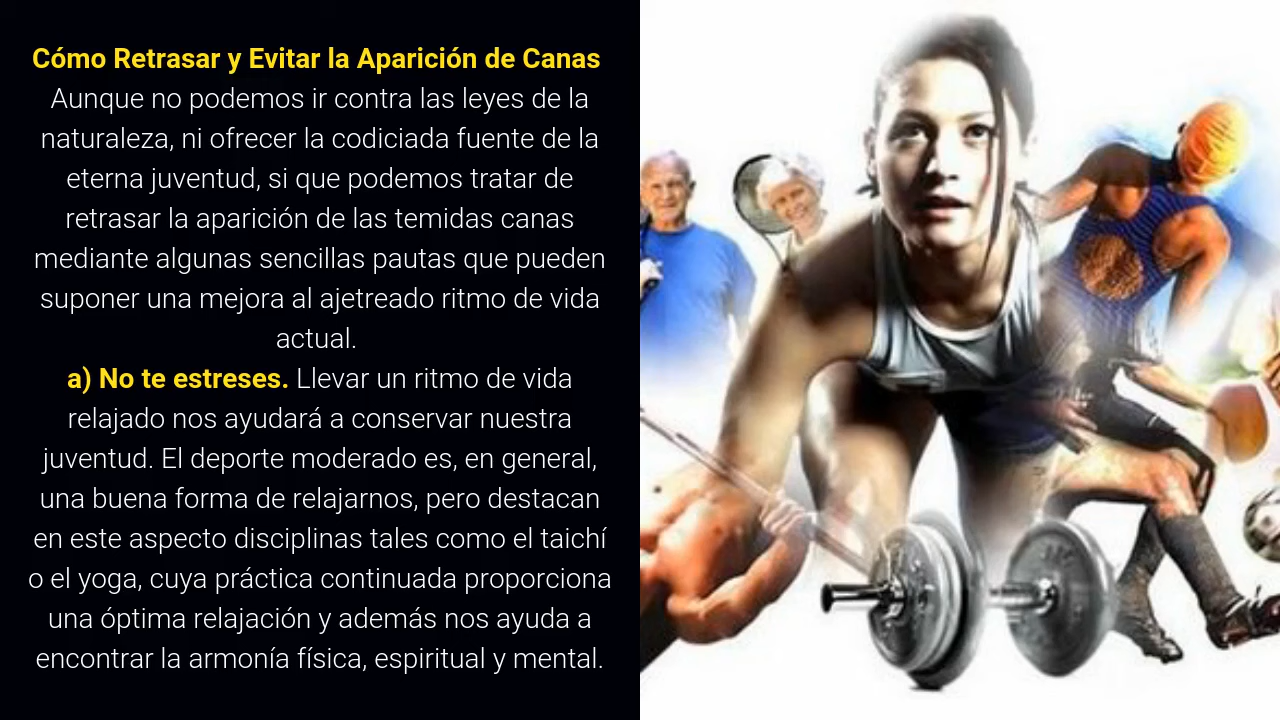 Cómo Retrasar y Evitar la Aparición de Canas
Aunque no podemos ir contra las leyes de la
naturaleza, ni ofrecer la codiciada fuente de la
eterna juventud, si que podemos tratar de
retrasar la aparición de las temidas canas
mediante algunas sencillas pautas que pueden
suponer una mejora al ajetreado ritmo de vida
actual.
a) No te estreses. Llevar un ritmo de vida
relajado nos ayudará a conservar nuestra
juventud. El deporte moderado es, en general,
una buena forma de relajarnos, pero destacan
en este aspecto disciplinas tales como el taichí
o el yoga, cuya práctica continuada proporciona
una óptima relajación y además nos ayuda a
encontrar la armonía física, espiritual y mental.